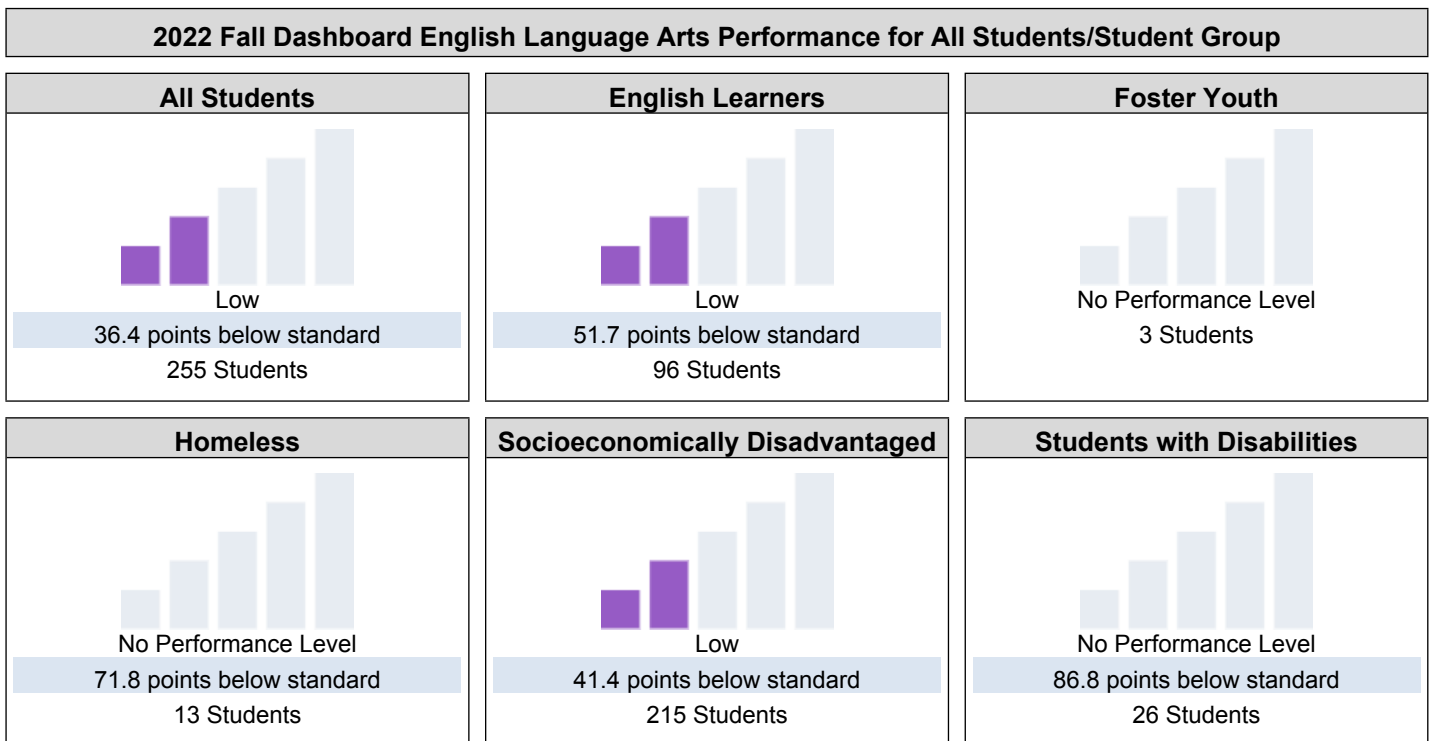 2022 Fall Dashboard English Language Arts Performance for All Students/Student Group
All Students
Low
36.4 points below standard
255 Students
English Learners
Low
51.7 points below standard
96 Students
Foster Youth
No Performance Level
3 Students
Homeless
No Performance Level
71.8 points below standard
13 Students
Socioeconomically Disadvantaged
Low
41.4 points below standard
215 Students
Students with Disabilities
No Performance Level
86.8 points below standard
26 Students